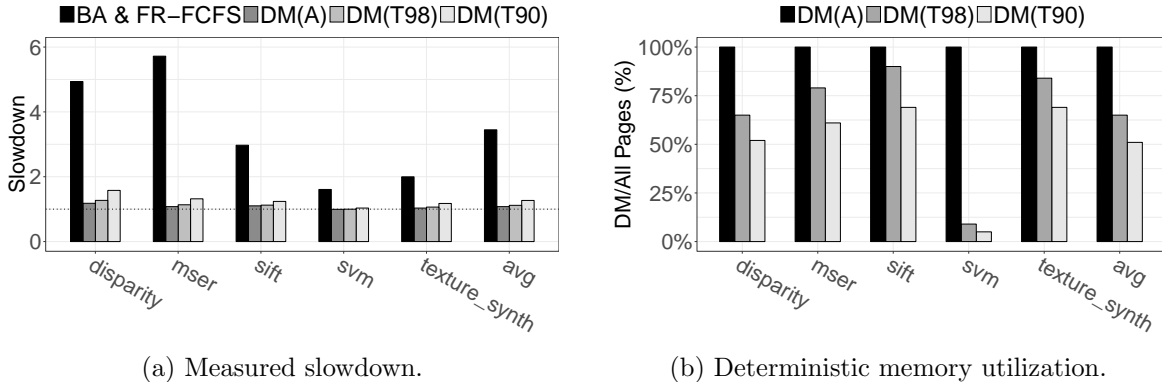 BA & FR−FCFS DM(A) DM(T98) DM(T90)
Slowdown
6
4
2
0
disparity mser sift svm texture_synth avg
(a) Measured slowdown.
DM(A) DM(T98) DM(T90)
DM/All Pages (%)
100%
75%
50%
25%
0%
disparity mser sift svm texture_synth avg
(b) Deterministic memory utilization.